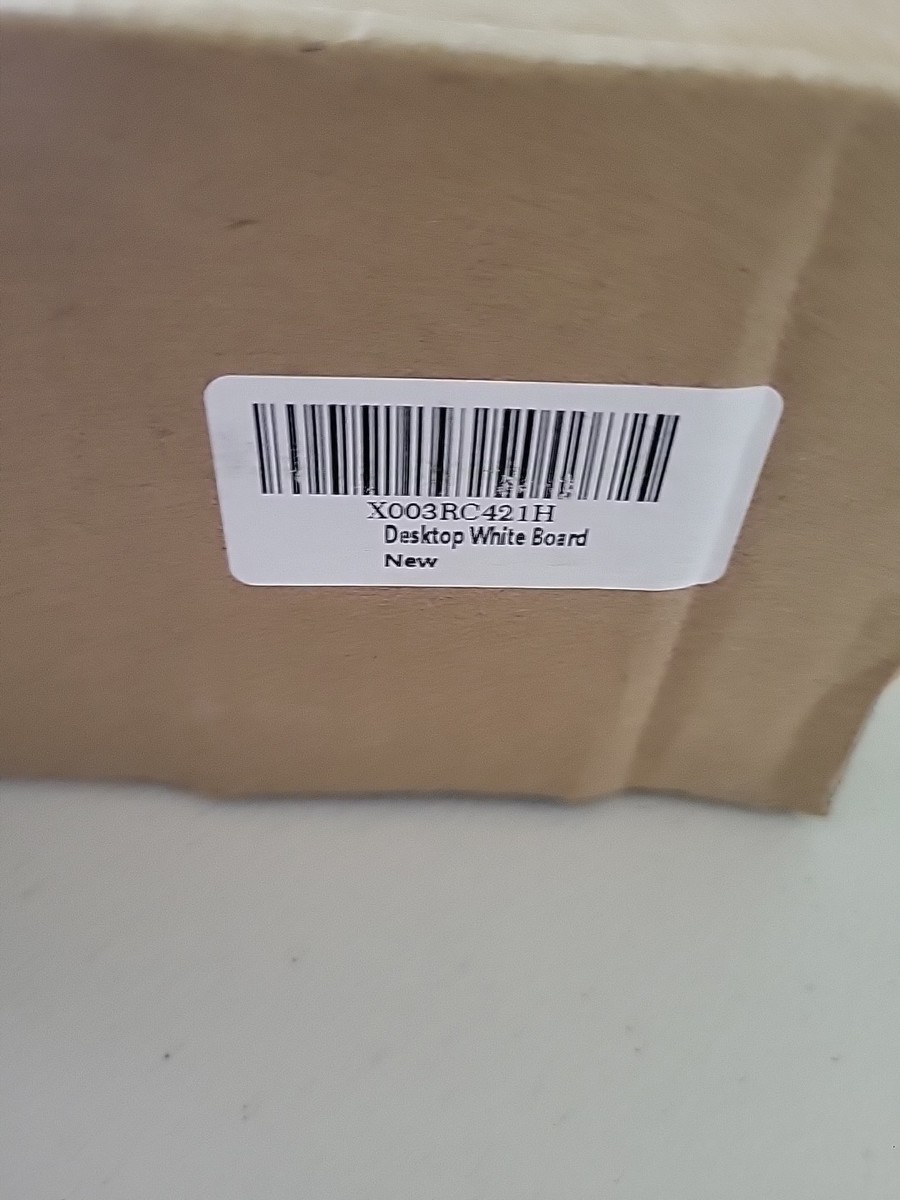 X003RC421H
Desktop White Board
New